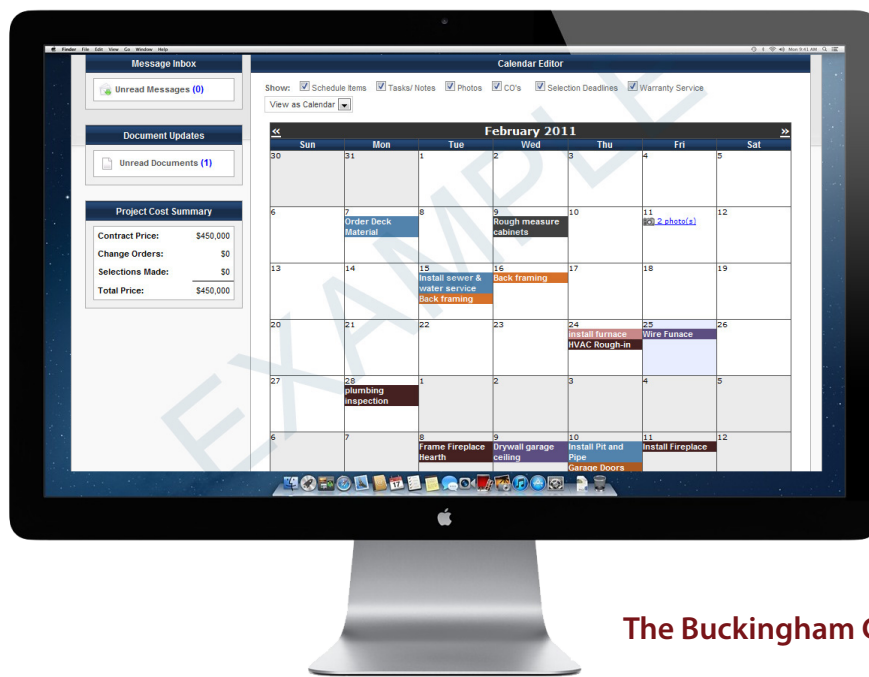 Finder File Edit View Go Window Help
Mon 9:41 AM
Message Inbox
Unread Messages (0)
Document Updates
Unread Documents (1)
Project Cost Summary
Contract Price: $450,000
Change Orders: $0
Selections Made: $0
Total Price: $450,000
Calendar Editor
Show: Schedule Items Tasks/ Notes Photos CO's Selection Deadlines Warranty Service
View as Calendar
« February 2011 »
Sun Mon Tue Wed Thu Fri Sat
30 31 1 2 3 4 5
6 7 8 9 10 11 12
Order Deck
Material
Rough measure
cabinets
2 photo(s)
13 14 15 16 17 18 19
Install sewer &
water service
Back framing
Back framing
20 21 22 23 24 25 26
install furnace
HVAC Rough-in
Wire Funace
27 28 1 2 3 4 5
plumbing
inspection
6 7 8 9 10 11 12
Frame Fireplace
Hearth
Drywall garage
ceiling
Install Pit and
Pipe
Garage Doors
Install Fireplace
EXAMPLE
17
The Buckingham